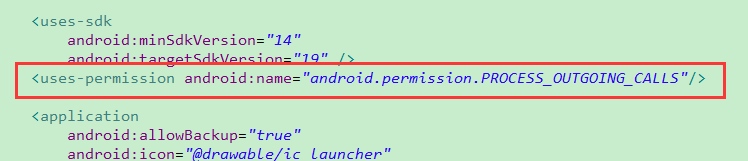 <uses-sdk
android:minSdkVersion="14"
android:targetSdkVersion="19" />
<uses-permission android:name="android.permission.PROCESS_OUTGOING_CALLS"/>
<application
android:allowBackup="true"
android:icon="@drawable/ic_launcher"